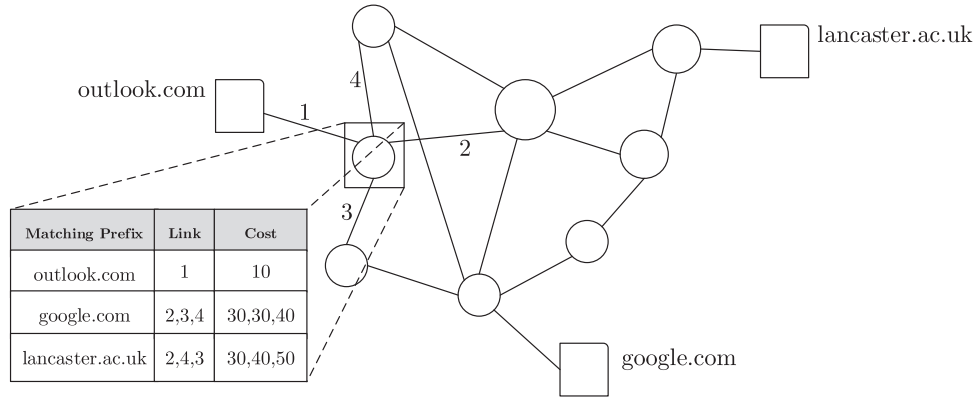 lancaster.ac.uk
outlook.com
4
1
2
3
Matching Prefix Link Cost
outlook.com 1 10
google.com 2,3,4 30,30,40
lancaster.ac.uk 2,4,3 30,40,50
google.com